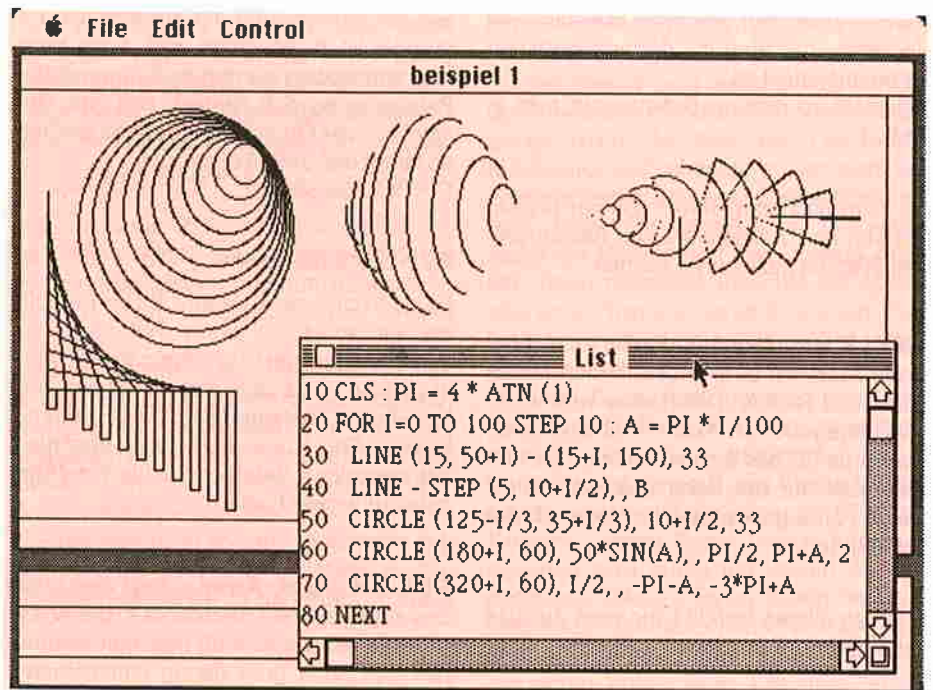 File Edit Control
beispiel 1
List
10 CLS : PI = 4 * ATN (1)
20 FOR I=0 TO 100 STEP 10 : A = PI * I/100
30 LINE (15, 50+I) - (15+I, 150), 33
40 LINE - STEP (5, 10+I/2), , B
50 CIRCLE (125-I/3, 35+I/3), 10+I/2, 33
60 CIRCLE (180+I, 60), 50*SIN(A), , PI/2, PI+A, 2
70 CIRCLE (320+I, 60), I/2, , -PI-A, -3*PI+A
80 NEXT